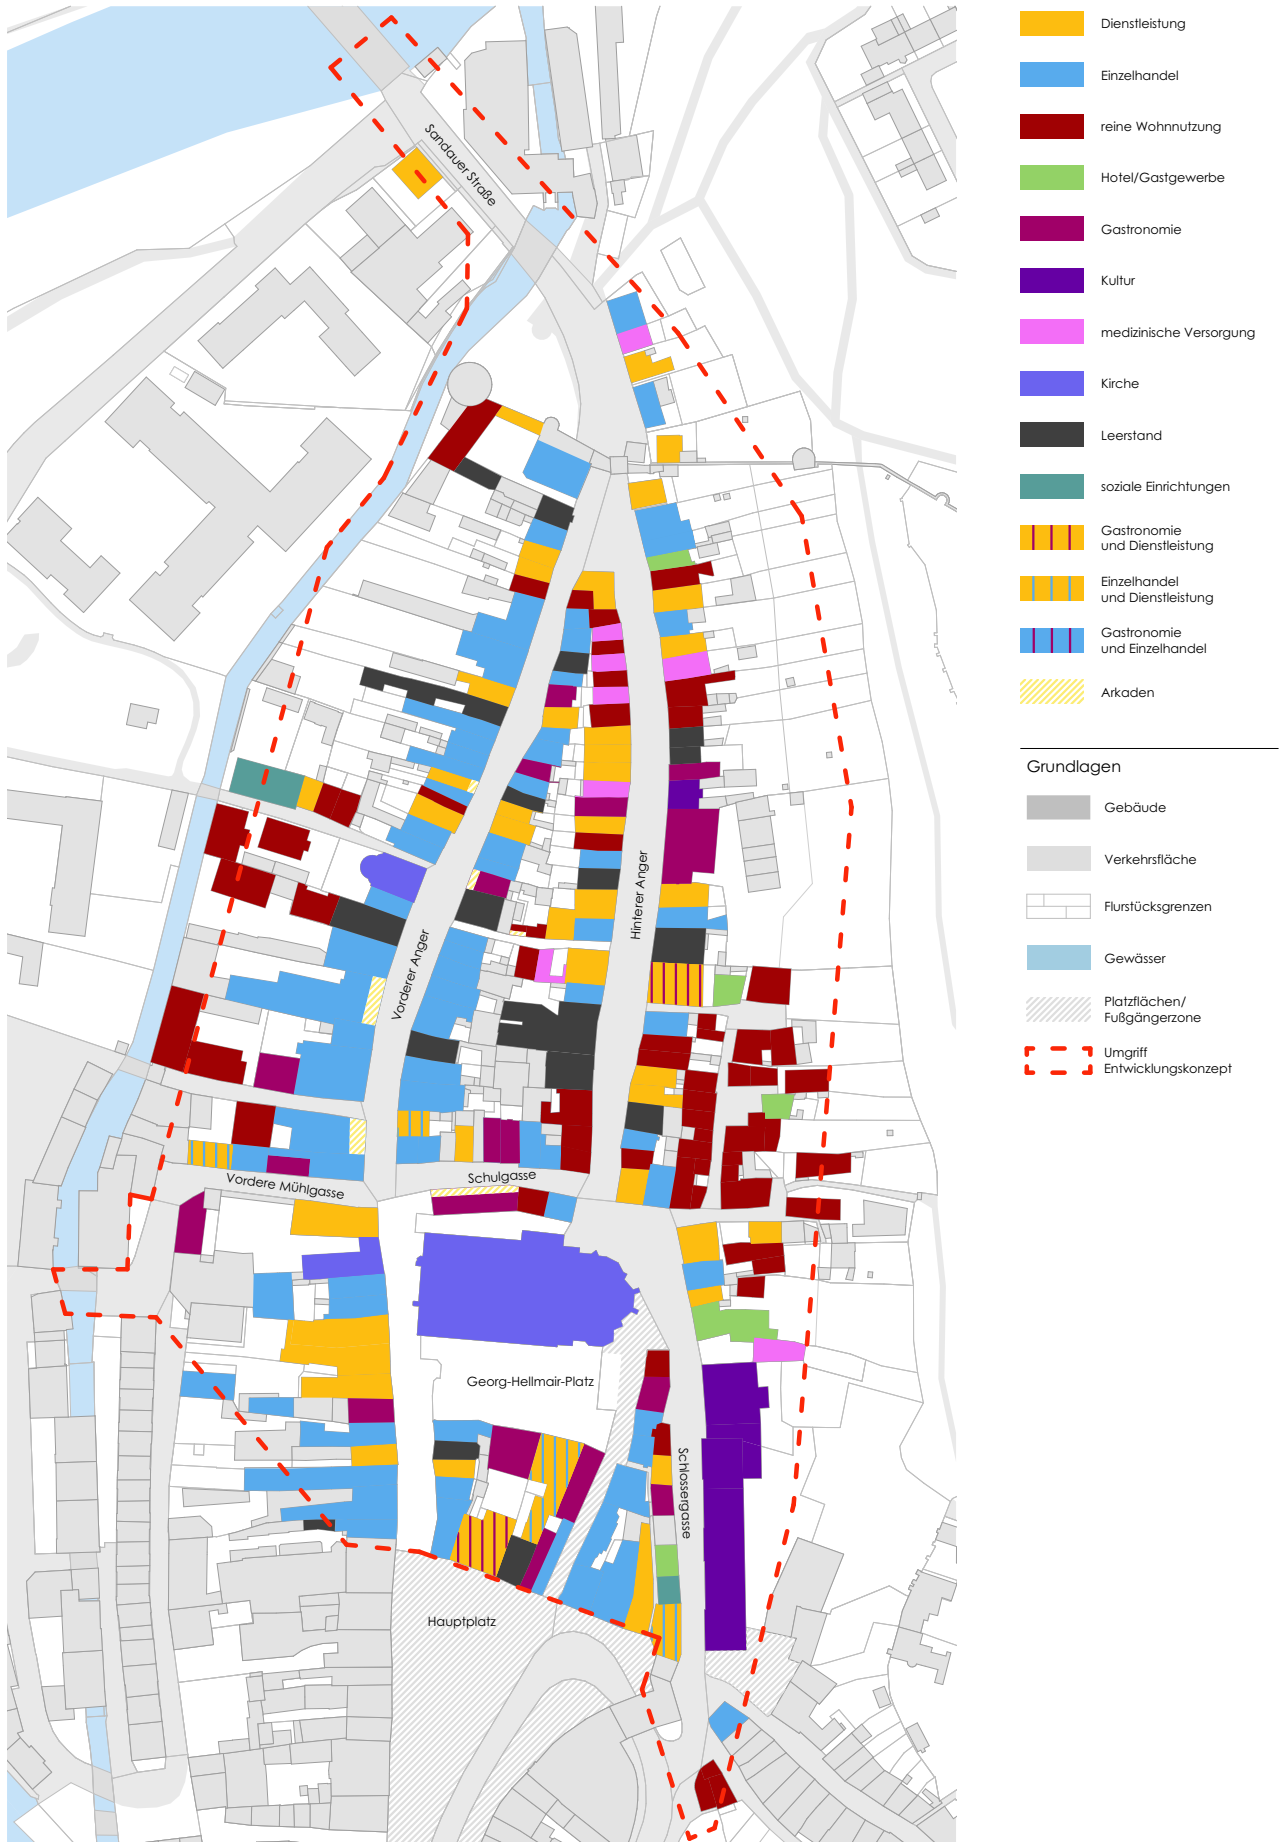 Sandauer Straße
Hinterer Anger
Vorderer Anger
Vordere Mühlgasse
Schulgasse
Georg-Hellmair-Platz
Schlossergasse
Hauptplatz
Dienstleistung
Einzelhandel
reine Wohnnutzung
Hotel/Gastgewerbe
Gastronomie
Kultur
medizinische Versorgung
Kirche
Leerstand
soziale Einrichtungen
Gastronomie
und Dienstleistung
Einzelhandel
und Dienstleistung
Gastronomie
und Einzelhandel
Arkaden
Grundlagen
Gebäude
Verkehrsfläche
Flurstücksgrenzen
Gewässer
Platzflächen/
Fußgängerzone
Umgriff
Entwicklungskonzept